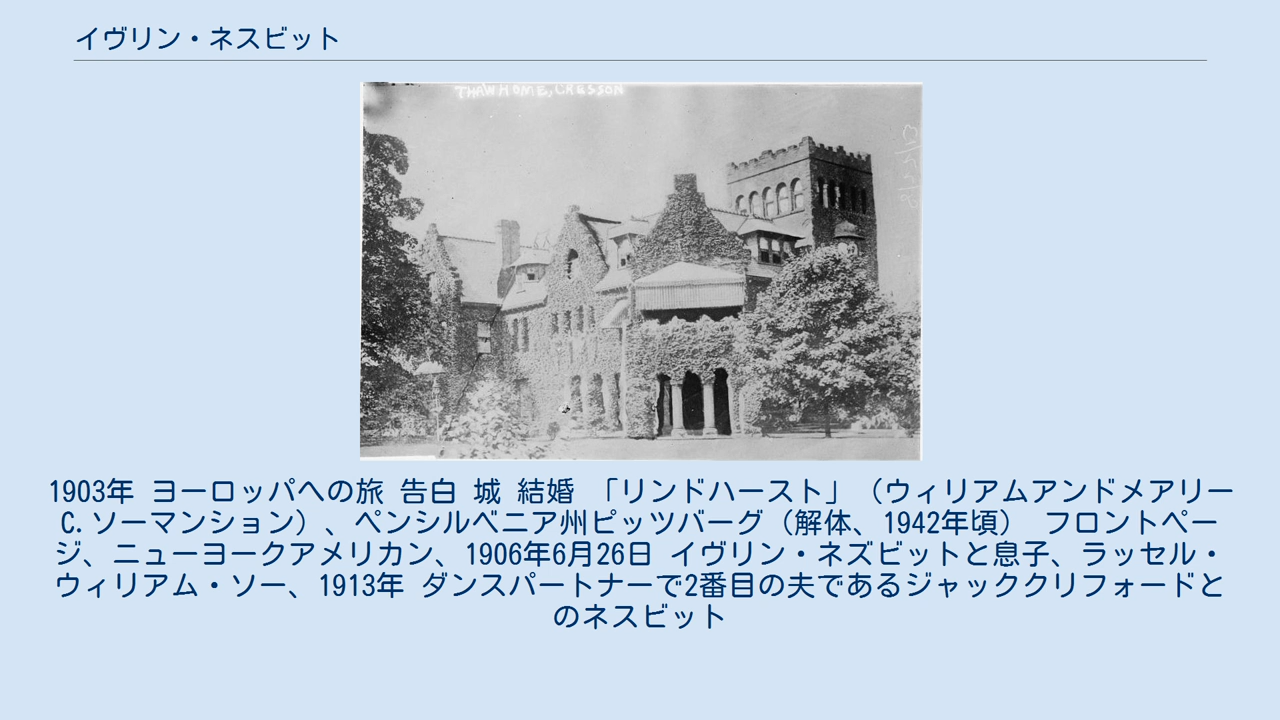 イヴリン・ネスビット
THAW HOME, CRESSON
1903年 ヨーロッパへの旅 告白 城 結婚 「リンドハースト」（ウィリアムアンドメアリー
C.ソーマンション）、ペンシルベニア州ピッツバーグ（解体、1942年頃） フロントペー
ジ、ニューヨークアメリカン、1906年6月26日 イヴリン・ネズビットと息子、ラッセル・
ウィリアム・ソー、1913年 ダンスパートナーで2番目の夫であるジャッククリフォードと
のネスビット